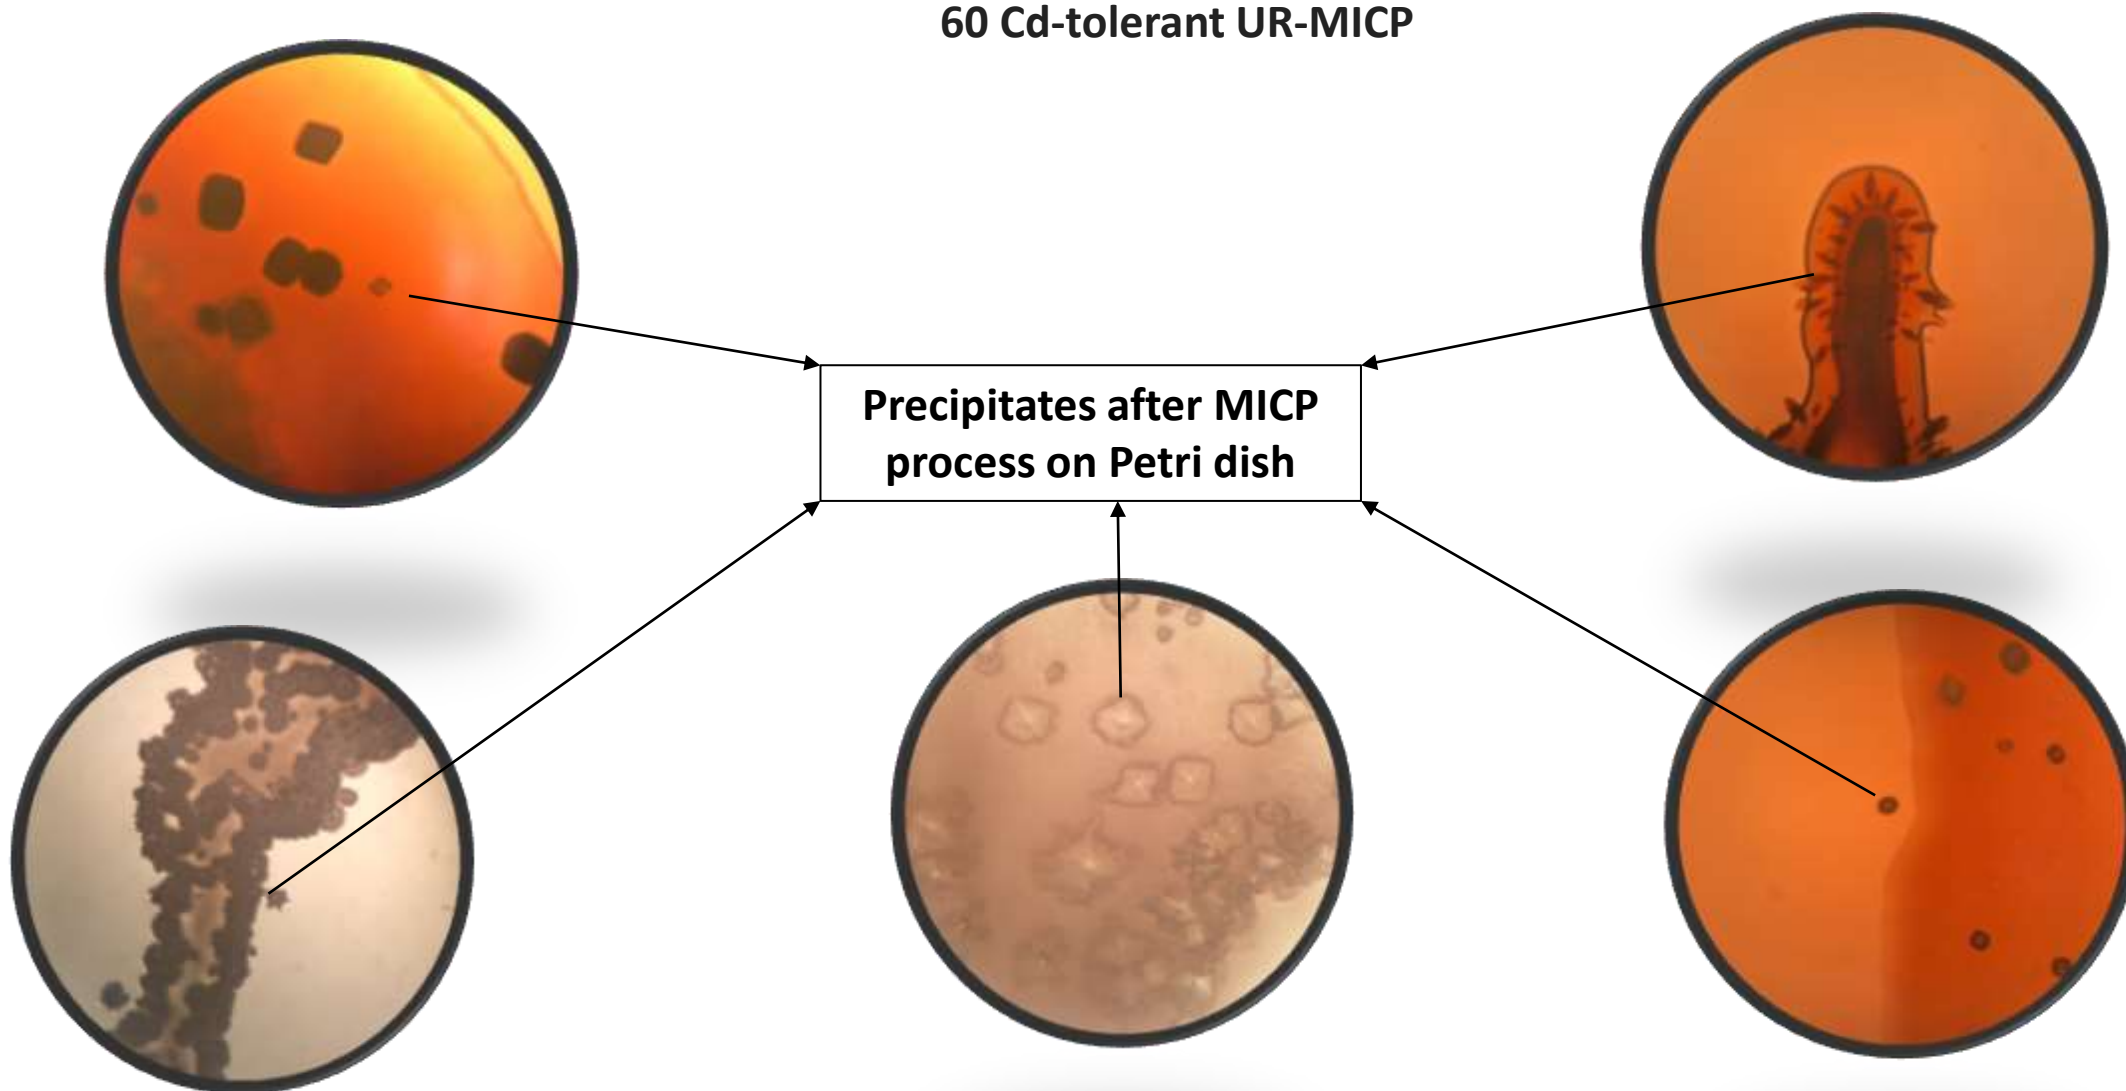 60 Cd-tolerant UR-MICP
Precipitates after MICP
process on Petri dish